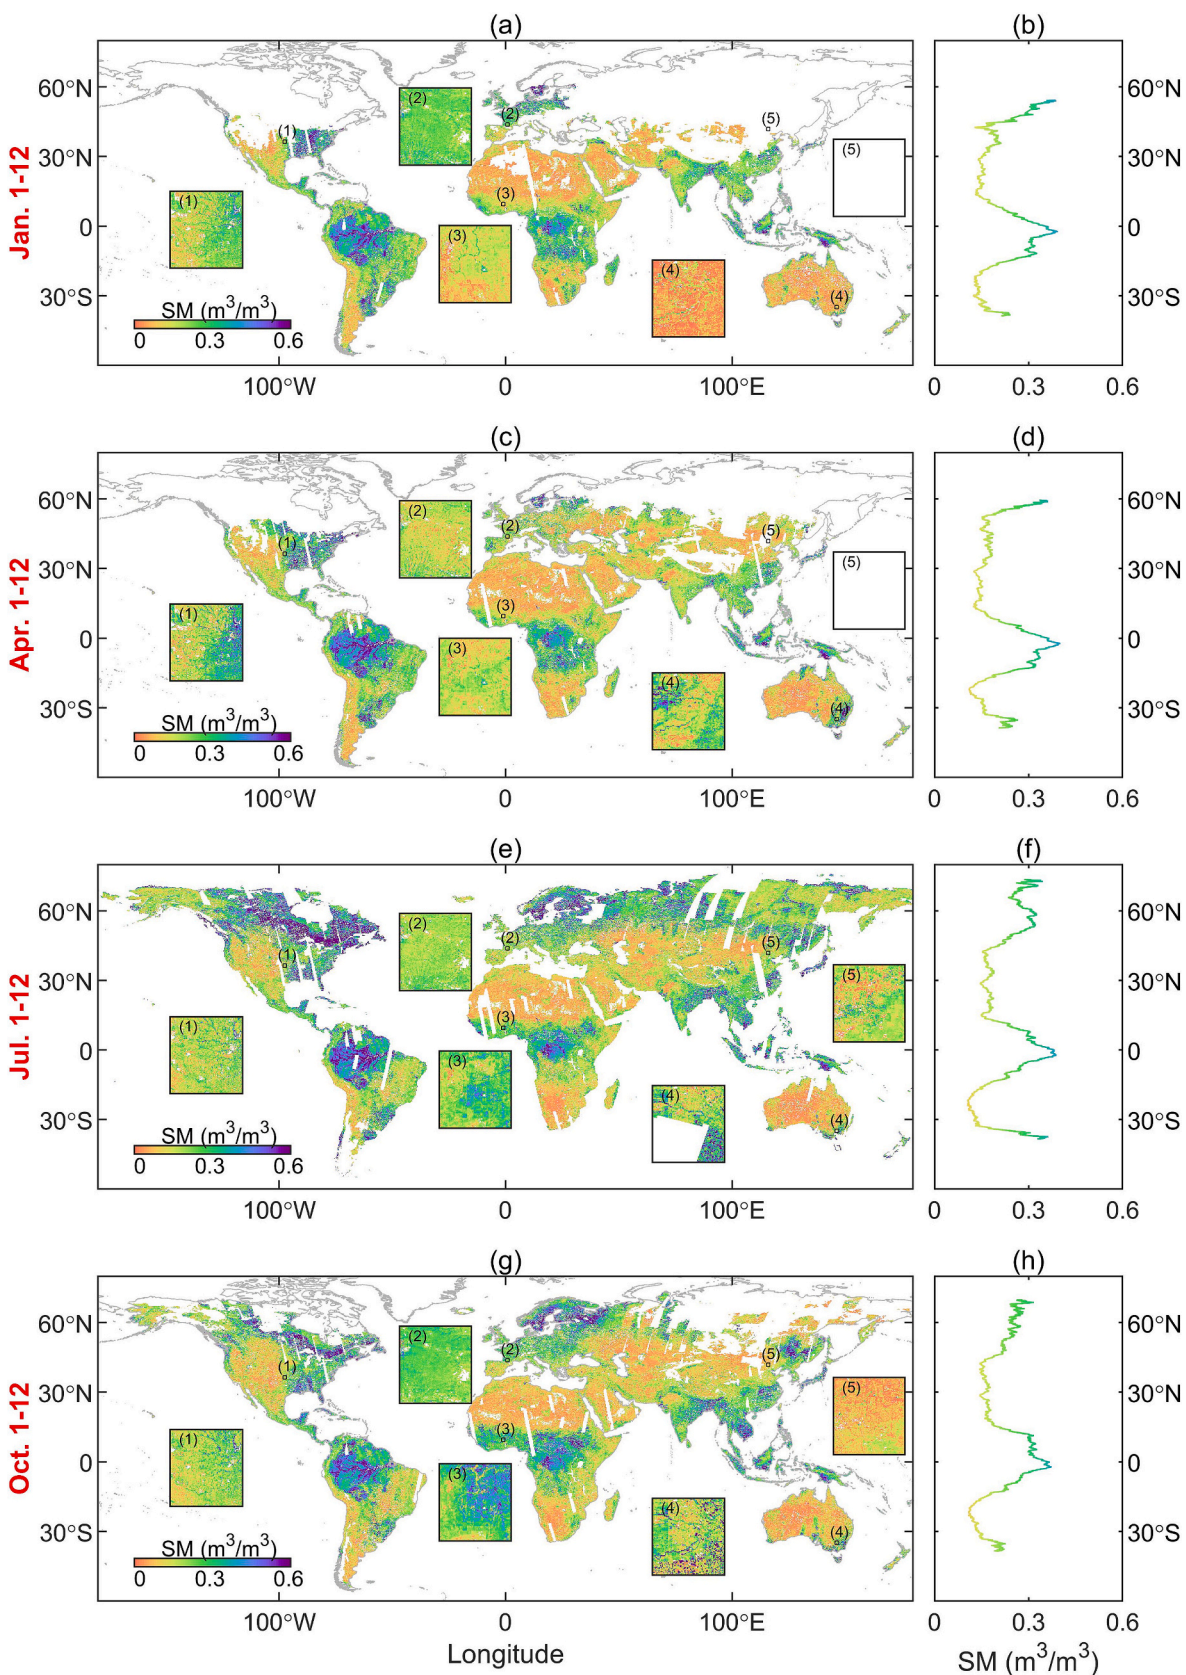 (a)
(b)
Jan. 1-12
60°N
30°N
0
30°S
(1)
(2)
(3)
(4)
(5)
(1)
(2)
(3)
(4)
(5)
SM (m³/m³)
0 0.3 0.6
100°W 0 100°E
60°N
30°N
0
30°S
0 0.3 0.6
(c)
(d)
Apr. 1-12
60°N
30°N
0
30°S
(1)
(2)
(3)
(4)
(5)
(1)
(2)
(3)
(4)
(5)
SM (m³/m³)
0 0.3 0.6
100°W 0 100°E
60°N
30°N
0
30°S
0 0.3 0.6
(e)
(f)
Jul. 1-12
60°N
30°N
0
30°S
(1)
(2)
(3)
(4)
(5)
(1)
(2)
(3)
(4)
(5)
SM (m³/m³)
0 0.3 0.6
100°W 0 100°E
60°N
30°N
0
30°S
0 0.3 0.6
(g)
(h)
Oct. 1-12
60°N
30°N
0
30°S
(1)
(2)
(3)
(4)
(5)
(1)
(2)
(3)
(4)
(5)
SM (m³/m³)
0 0.3 0.6
100°W 0 100°E
Longitude
60°N
30°N
0
30°S
0 0.3 0.6
SM (m³/m³)